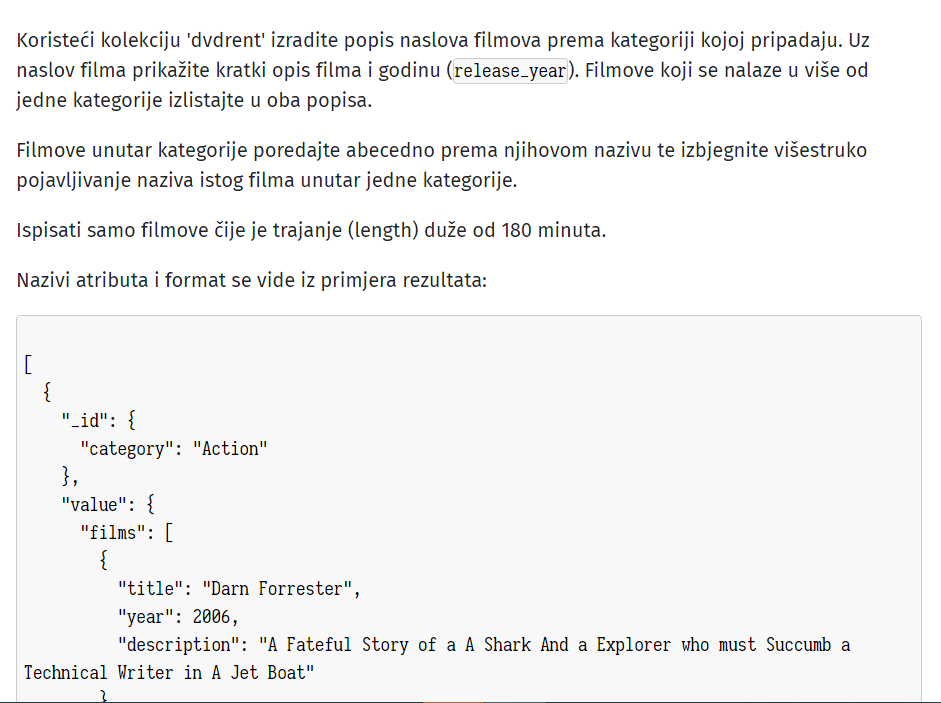 Koristeći kolekciju 'dvdrent' izradite popis naslova filmova prema kategoriji kojoj pripadaju. Uz
naslov filma prikažite kratki opis filma i godinu (release_year). Filmove koji se nalaze u više od
jedne kategorije izlistajte u oba popisa.
Filmove unutar kategorije poredajte abecedno prema njihovom nazivu te izbjegnite višestruko
pojavljivanje naziva istog filma unutar jedne kategorije.
Ispisati samo filmove čije je trajanje (length) duže od 180 minuta.
Nazivi atributa i format se vide iz primjera rezultata:
[
{
"_id": {
"category": "Action"
},
"value": {
"films": [
{
"title": "Darn Forrester",
"year": 2006,
"description": "A Fateful Story of a A Shark And a Explorer who must Succumb a
Technical Writer in A Jet Boat"
}